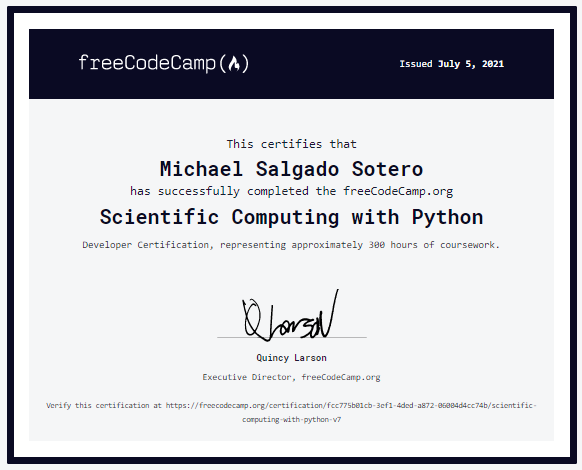 freeCodeCamp(🔥)
Issued July 5, 2021
This certifies that
Michael Salgado Sotero
has successfully completed the freeCodeCamp.org
Scientific Computing with Python
Developer Certification, representing approximately 300 hours of coursework.
Q Larson
Quincy Larson
Executive Director, freeCodeCamp.org
Verify this certification at https://freecodecamp.org/certification/fcc775b01cb-3ef1-4ded-a872-06004d4cc74b/scientific-
computing-with-python-v7